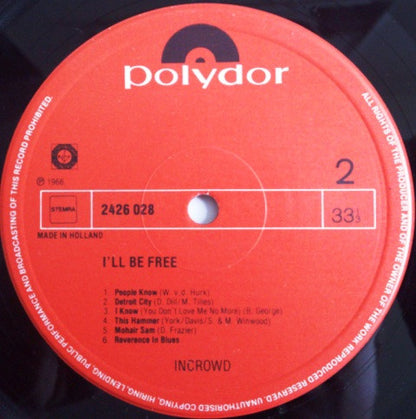 polydor
2
℗ 1966
STEMRA
2426 028
33⅓
MADE IN HOLLAND
I'LL BE FREE
1. People Know (W. v.d. Hurk)
2. Detroit City (D. Dill/M. Tilles)
3. I Know (You Don't Love Me No More) (B. George)
4. This Hammer (York/Davis/S. & M. Winwood)
5. Mohair Sam (D. Frazier)
6. Reverence in Blues
INCROWD
ALL RIGHTS OF THE PRODUCER AND OF THE OWNER OF THE WORK REPRODUCED RESERVED. UNAUTHORISED COPYING, HIRING, LENDING, PUBLIC PERFORMANCE AND BROADCASTING OF THIS RECORD PROHIBITED.